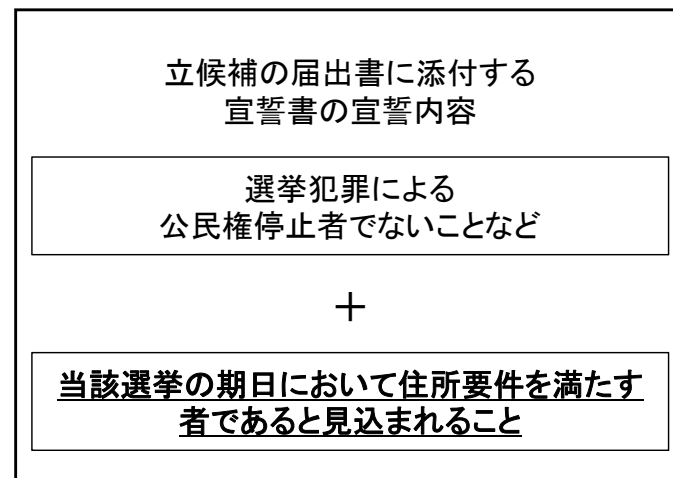 立候補の届出書に添付する
宣誓書の宣誓内容
選挙犯罪による
公民権停止者でないことなど
＋
当該選挙の期日において住所要件を満たす
者であると見込まれること